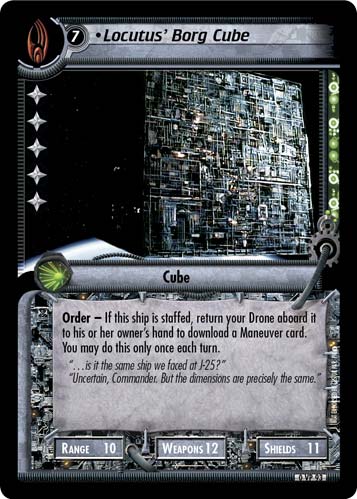 7
•Locutus' Borg Cube
Cube
Order – If this ship is staffed, return your Drone aboard it
to his or her owner's hand to download a Maneuver card.
You may do this only once each turn.
"…is it the same ship we faced at J-25?"
"Uncertain, Commander. But the dimensions are precisely the same."
RANGE 10 WEAPONS 12 SHIELDS 11
0 VP 93